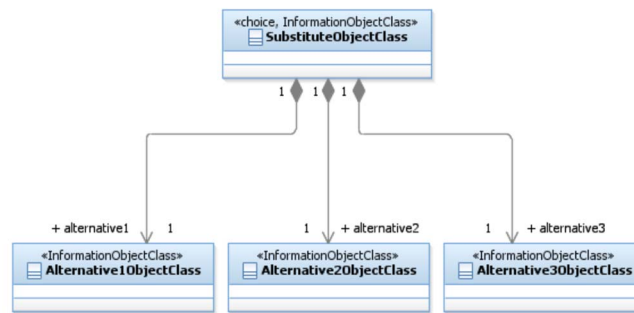 «choice, InformationObjectClass»
SubstituteObjectClass
1 1 1
+ alternative1 1 1 + alternative2 1 + alternative3
«InformationObjectClass» «InformationObjectClass» «InformationObjectClass»
Alternative1ObjectClass Alternative2ObjectClass Alternative3ObjectClass